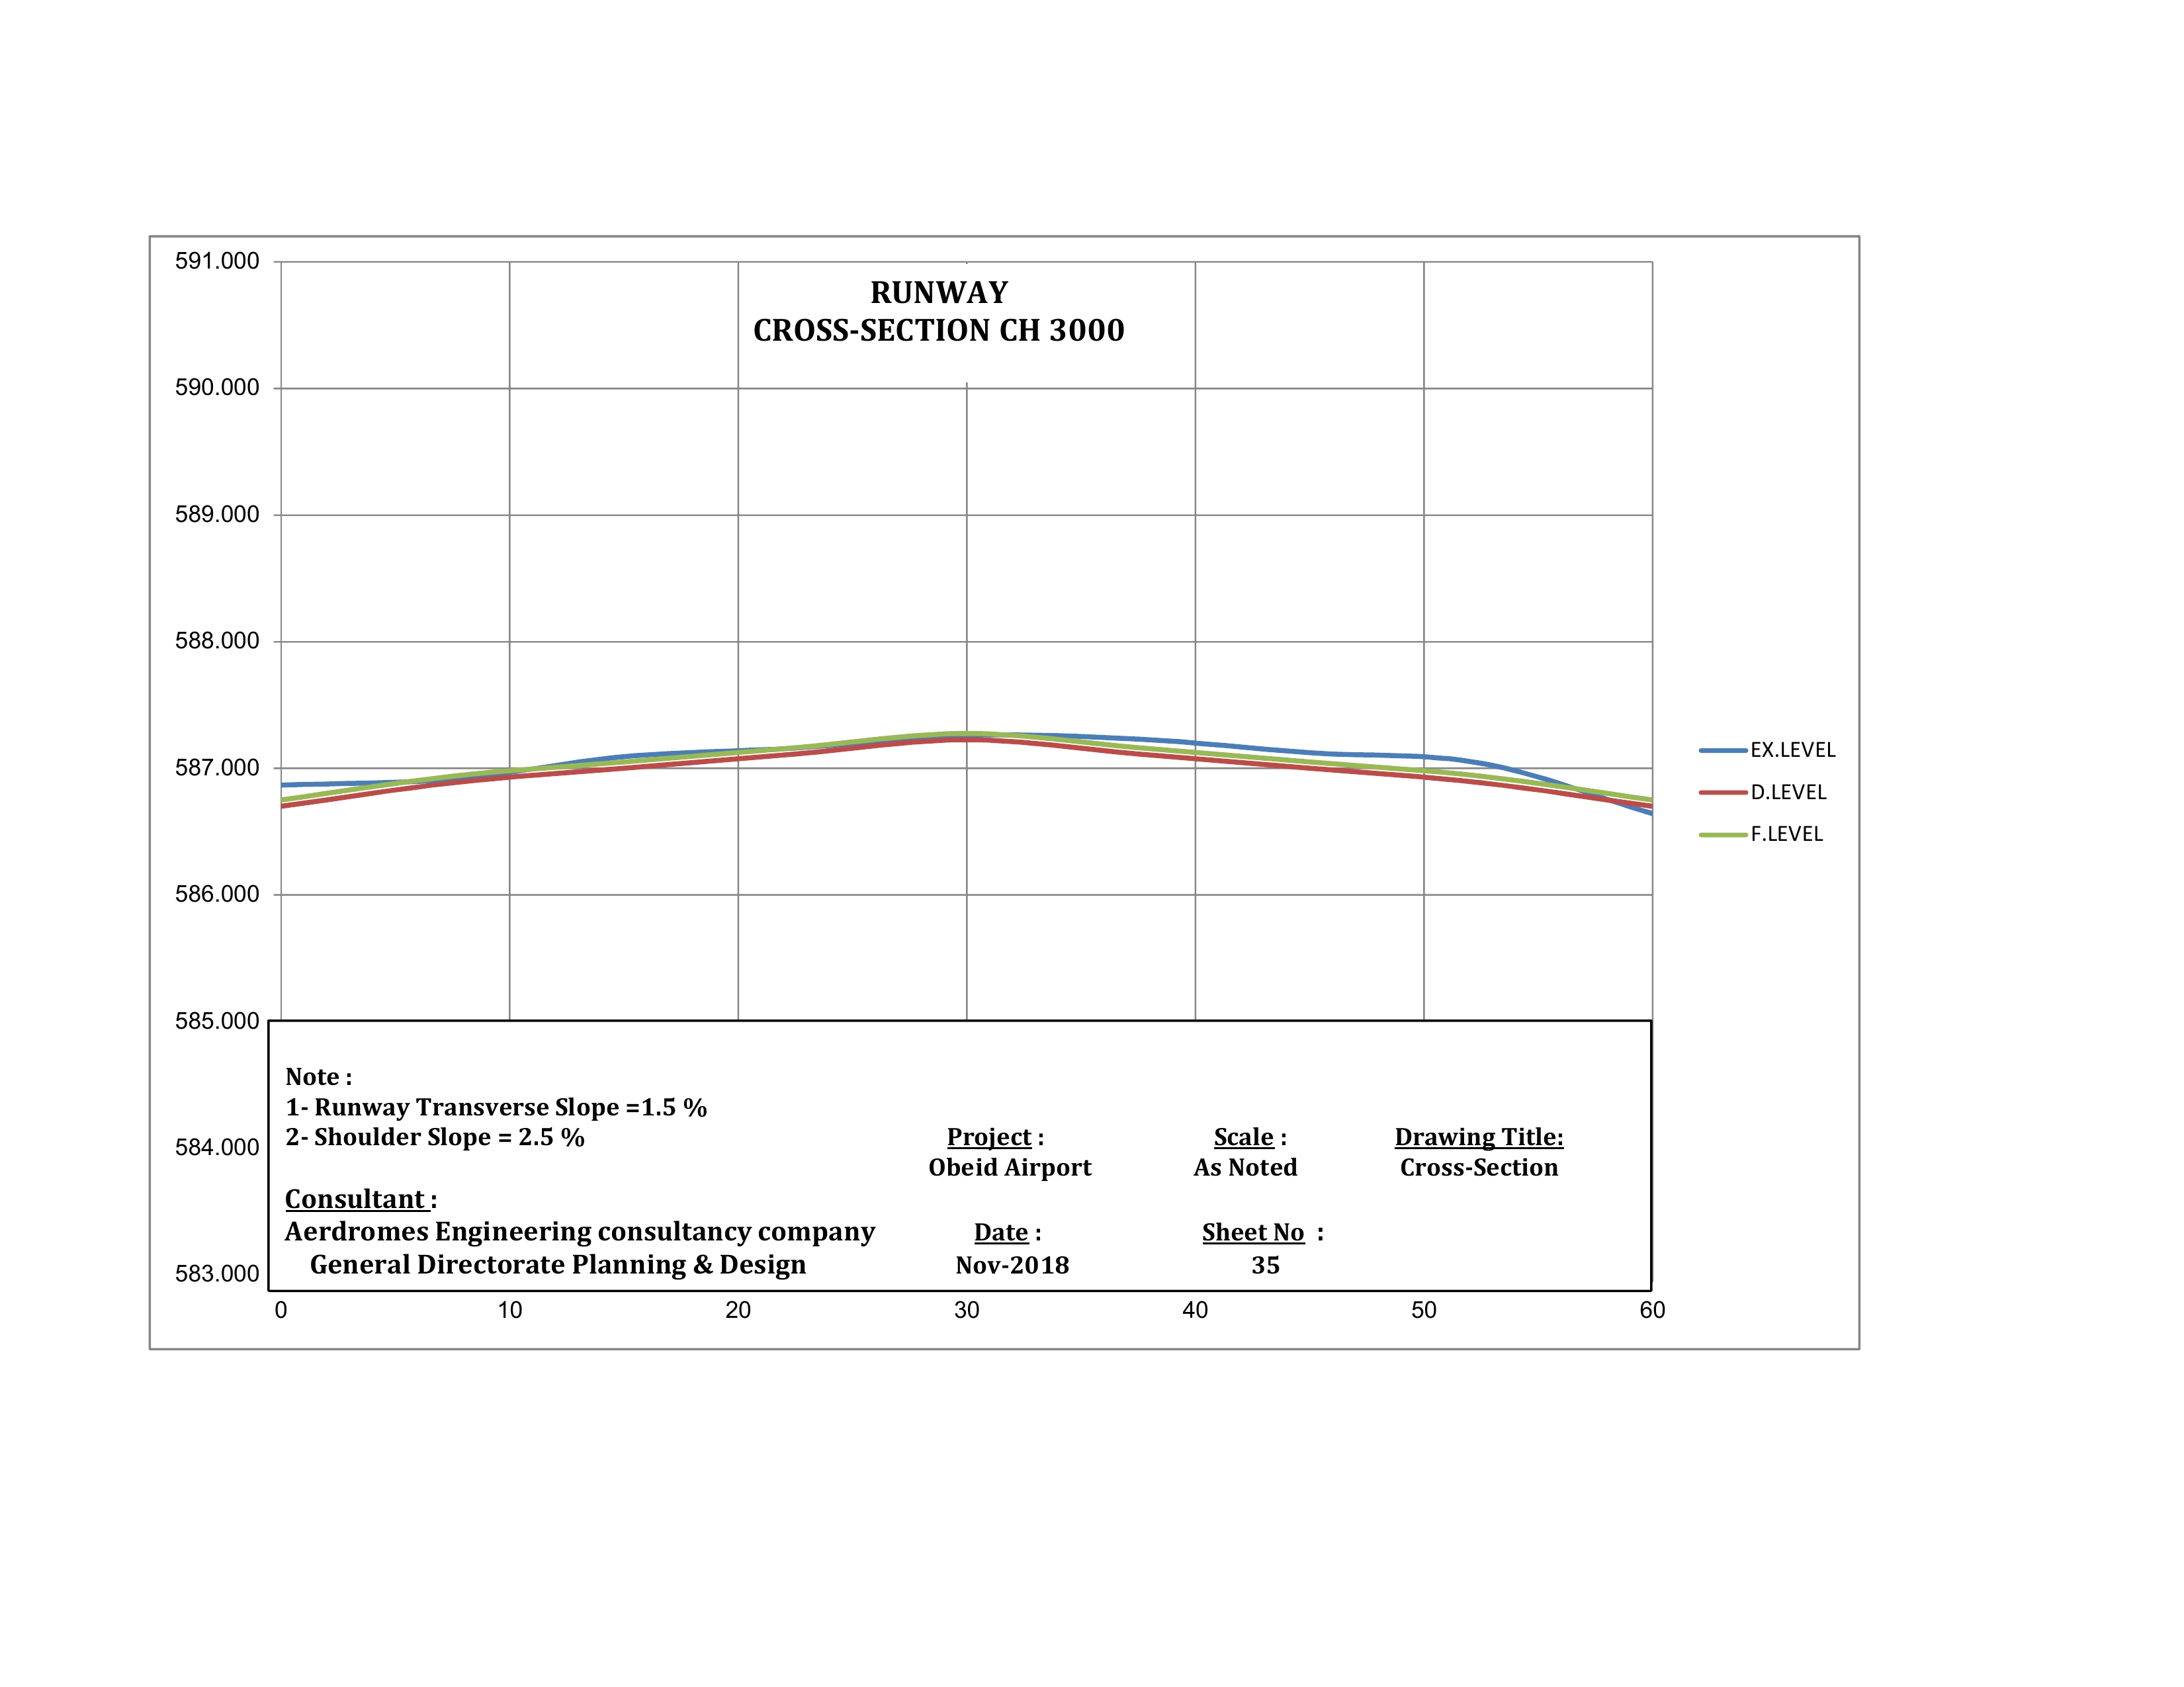 RUNWAY
CROSS-SECTION CH 3000
591.000
590.000
589.000
588.000
587.000
586.000
585.000
584.000
583.000
EX.LEVEL
D.LEVEL
F.LEVEL
Note :
1- Runway Transverse Slope =1.5 %
2- Shoulder Slope = 2.5 %
Project :
Obeid Airport
Scale :
As Noted
Drawing Title:
Cross-Section
Consultant :
Aerdromes Engineering consultancy company
General Directorate Planning & Design
Date :
Nov-2018
Sheet No :
35
0 10 20 30 40 50 60